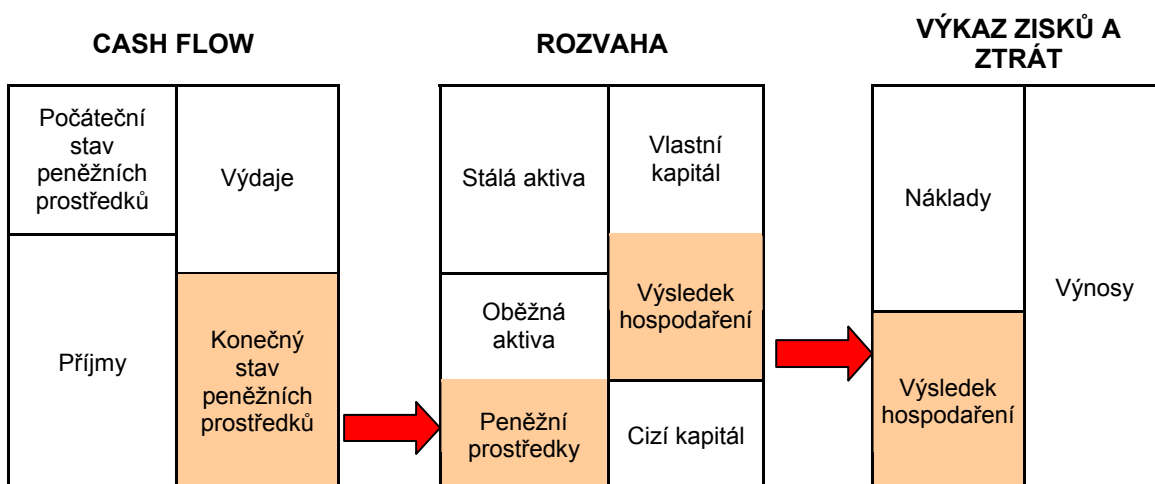 CASH FLOW
ROZVAHA
VÝKAZ ZISKŮ A
ZTRÁT
Počáteční
stav
peněžních
prostředků
Výdaje
Příjmy
Konečný
stav
peněžních
prostředků
Stálá aktiva
Vlastní
kapitál
Oběžná
aktiva
Výsledek
hospodaření
Peněžní
prostředky
Cizí kapitál
Náklady
Výnosy
Výsledek
hospodaření